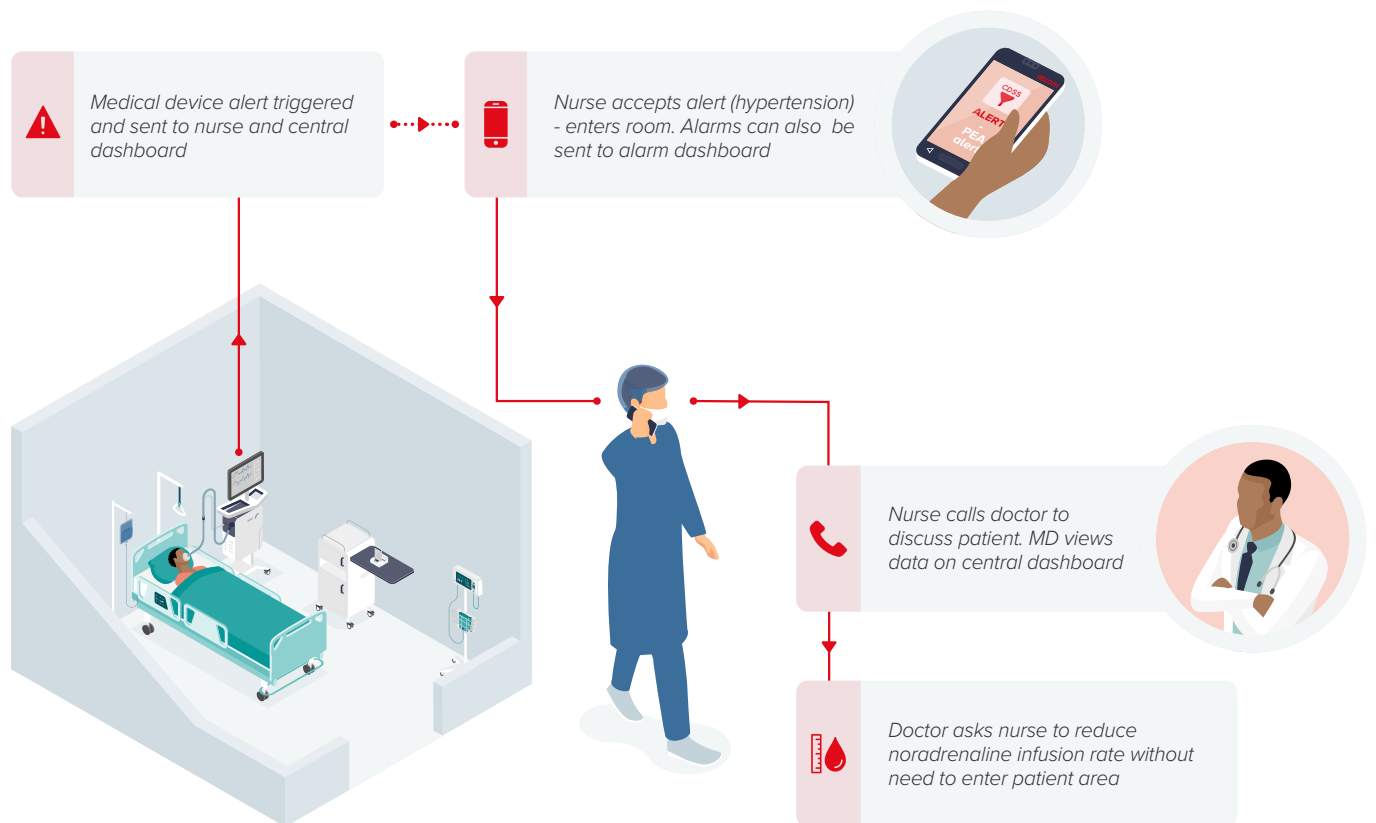 Medical device alert triggered
and sent to nurse and central
dashboard
Nurse accepts alert (hypertension)
- enters room. Alarms can also  be
sent to alarm dashboard
CDSS
ALERT
-
Nurse calls doctor to
discuss patient. MD views
data on central dashboard
Doctor asks nurse to reduce
noradrenaline infusion rate without
need to enter patient area